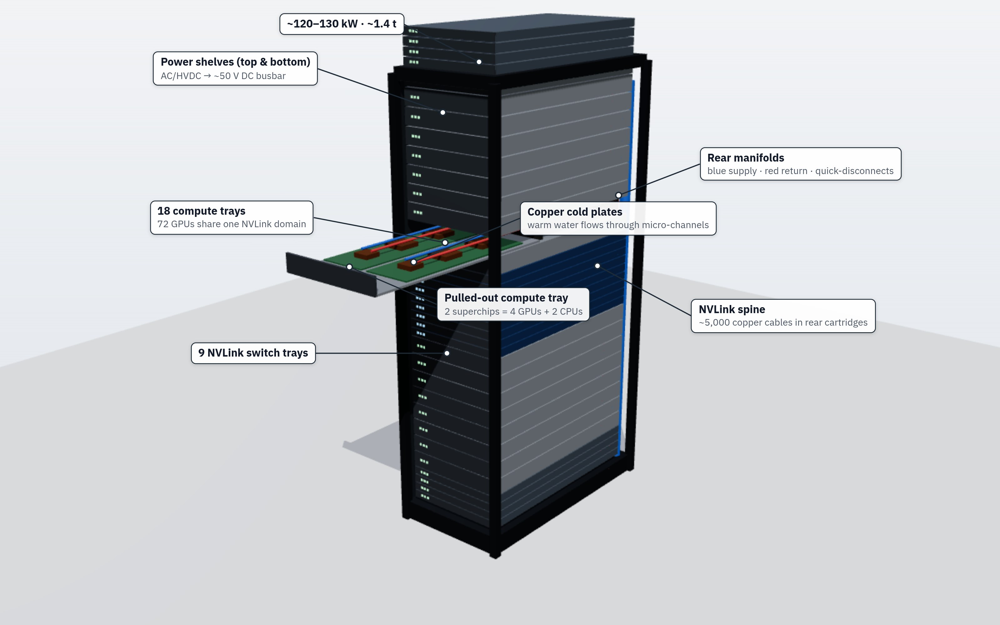 ~120–130 kW · ~1.4 t
Power shelves (top & bottom)
AC/HVDC → ~50 V DC busbar
Rear manifolds
blue supply · red return · quick-disconnects
18 compute trays
72 GPUs share one NVLink domain
Copper cold plates
warm water flows through micro-channels
Pulled-out compute tray
2 superchips = 4 GPUs + 2 CPUs
NVLink spine
~5,000 copper cables in rear cartridges
9 NVLink switch trays